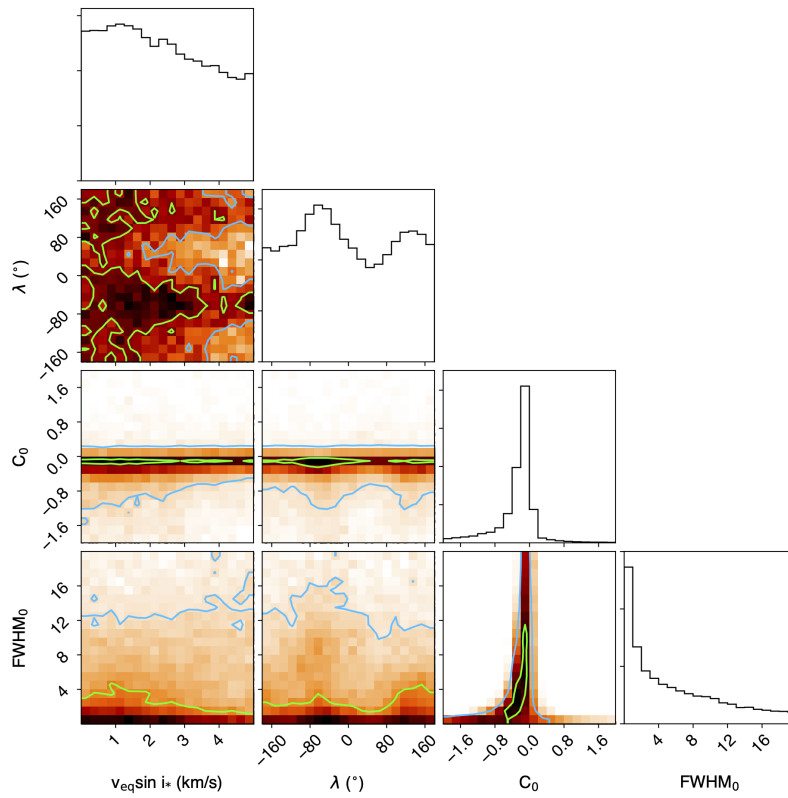 160
80
0
−80
−160
λ (°)
1.6
0.8
0.0
−0.8
−1.6
C₀
16
12
8
4
FWHM₀
1 2 3 4
−160 −80 0 80 160
−1.6 −0.8 0.0 0.8 1.6
4 8 12 16
v_eq sin i* (km/s) λ (°) C₀ FWHM₀